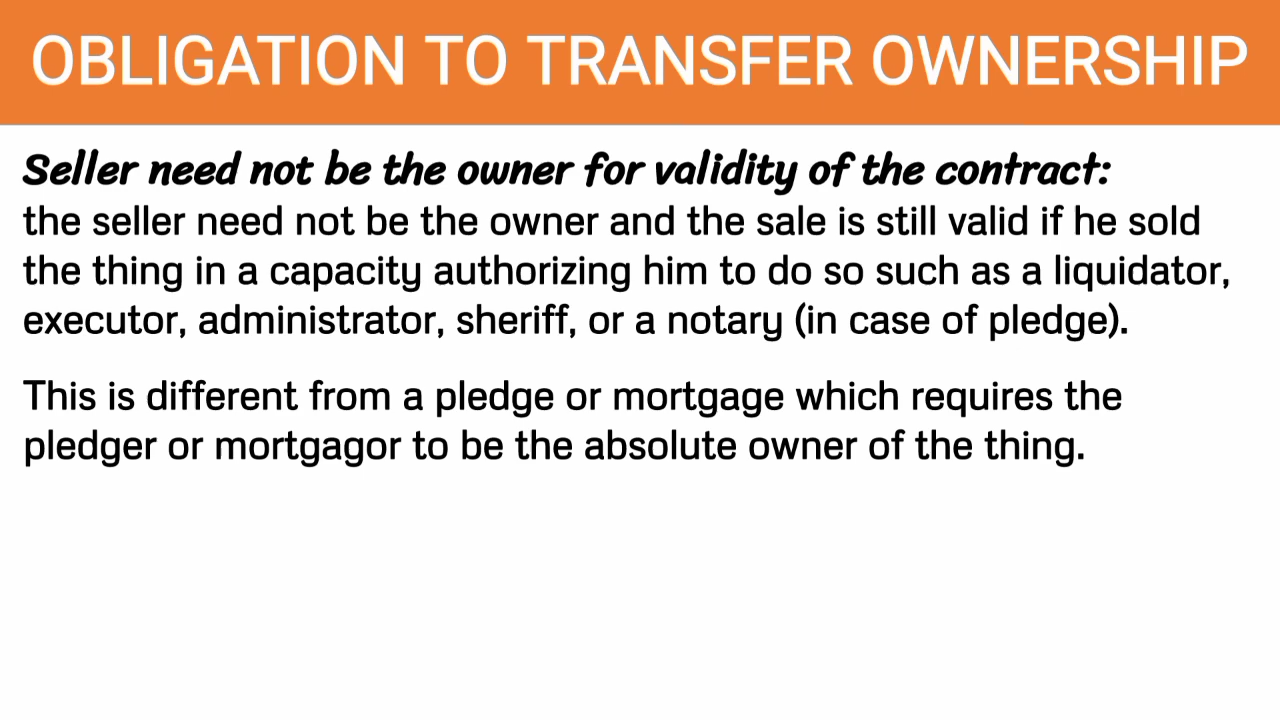 OBLIGATION TO TRANSFER OWNERSHIP
Seller need not be the owner for validity of the contract:
the seller need not be the owner and the sale is still valid if he sold
the thing in a capacity authorizing him to do so such as a liquidator,
executor, administrator, sheriff, or a notary (in case of pledge).
This is different from a pledge or mortgage which requires the
pledger or mortgagor to be the absolute owner of the thing.